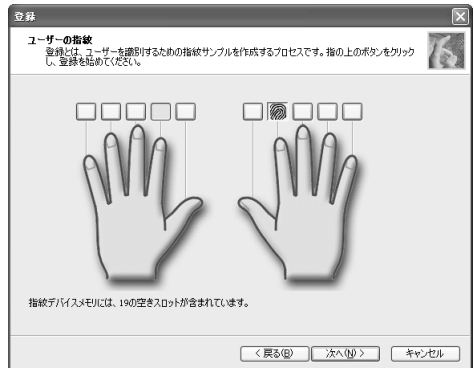 登録
ユーザーの指紋
登録とは、ユーザーを識別するための指紋サンプルを作成するプロセスです。指の上のボタンをクリック
し、登録を始めてください。
指紋デバイスメモリには、19の空きスロットが含まれています。
< 戻る(B) 次へ(N) > キャンセル